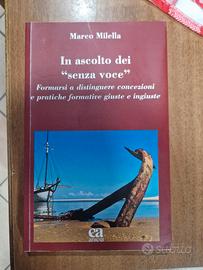 Marco Milella
In ascolto dei
“senza voce”
Formarsi a distinguere concezioni
e pratiche formative giuste e ingiuste
ea
subito